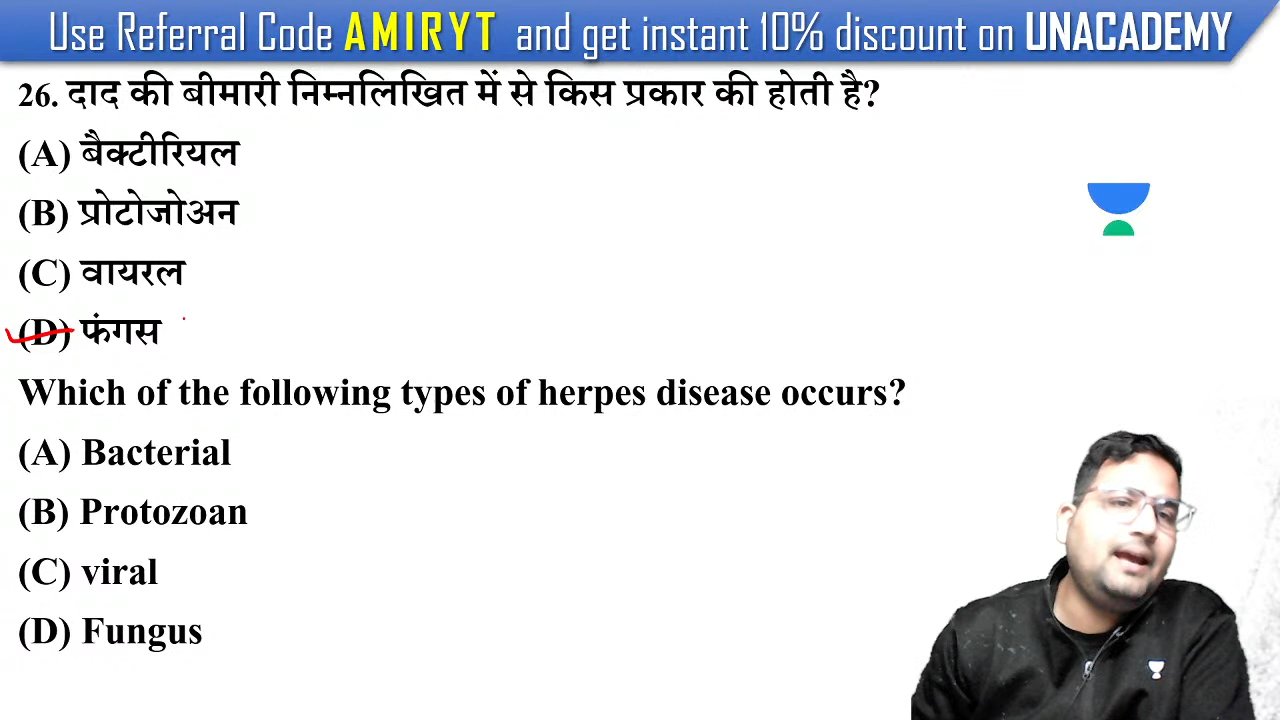 Use Referral Code AMIRYT and get instant 10% discount on UNACADEMY
26. दाद की बीमारी निम्नलिखित में से किस प्रकार की होती है?
(A) बैक्टीरियल
(B) प्रोटोजोअन
(C) वायरल
(D) फंगस
Which of the following types of herpes disease occurs?
(A) Bacterial
(B) Protozoan
(C) viral
(D) Fungus